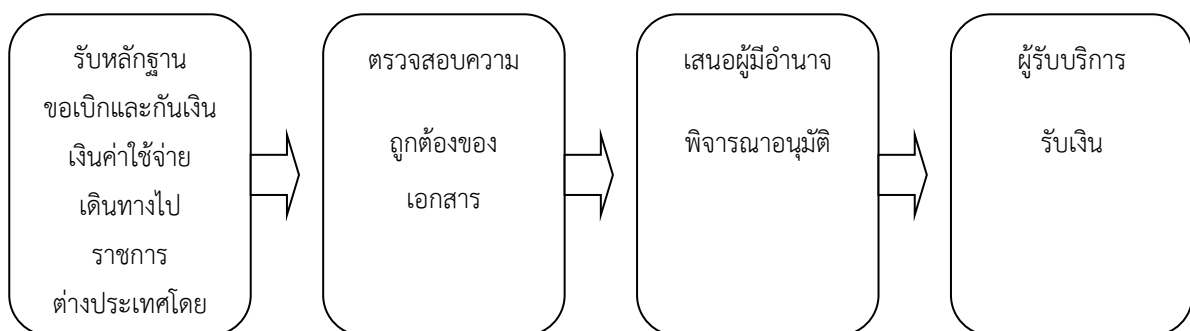 รับหลักฐาน
ขอเบิกและกันเงิน
เงินค่าใช้จ่าย
เดินทางไป
ราชการ
ต่างประเทศโดย
ตรวจสอบความ
ถูกต้องของ
เอกสาร
เสนอผู้มีอำนาจ
พิจารณาอนุมัติ
ผู้รับบริการ
รับเงิน